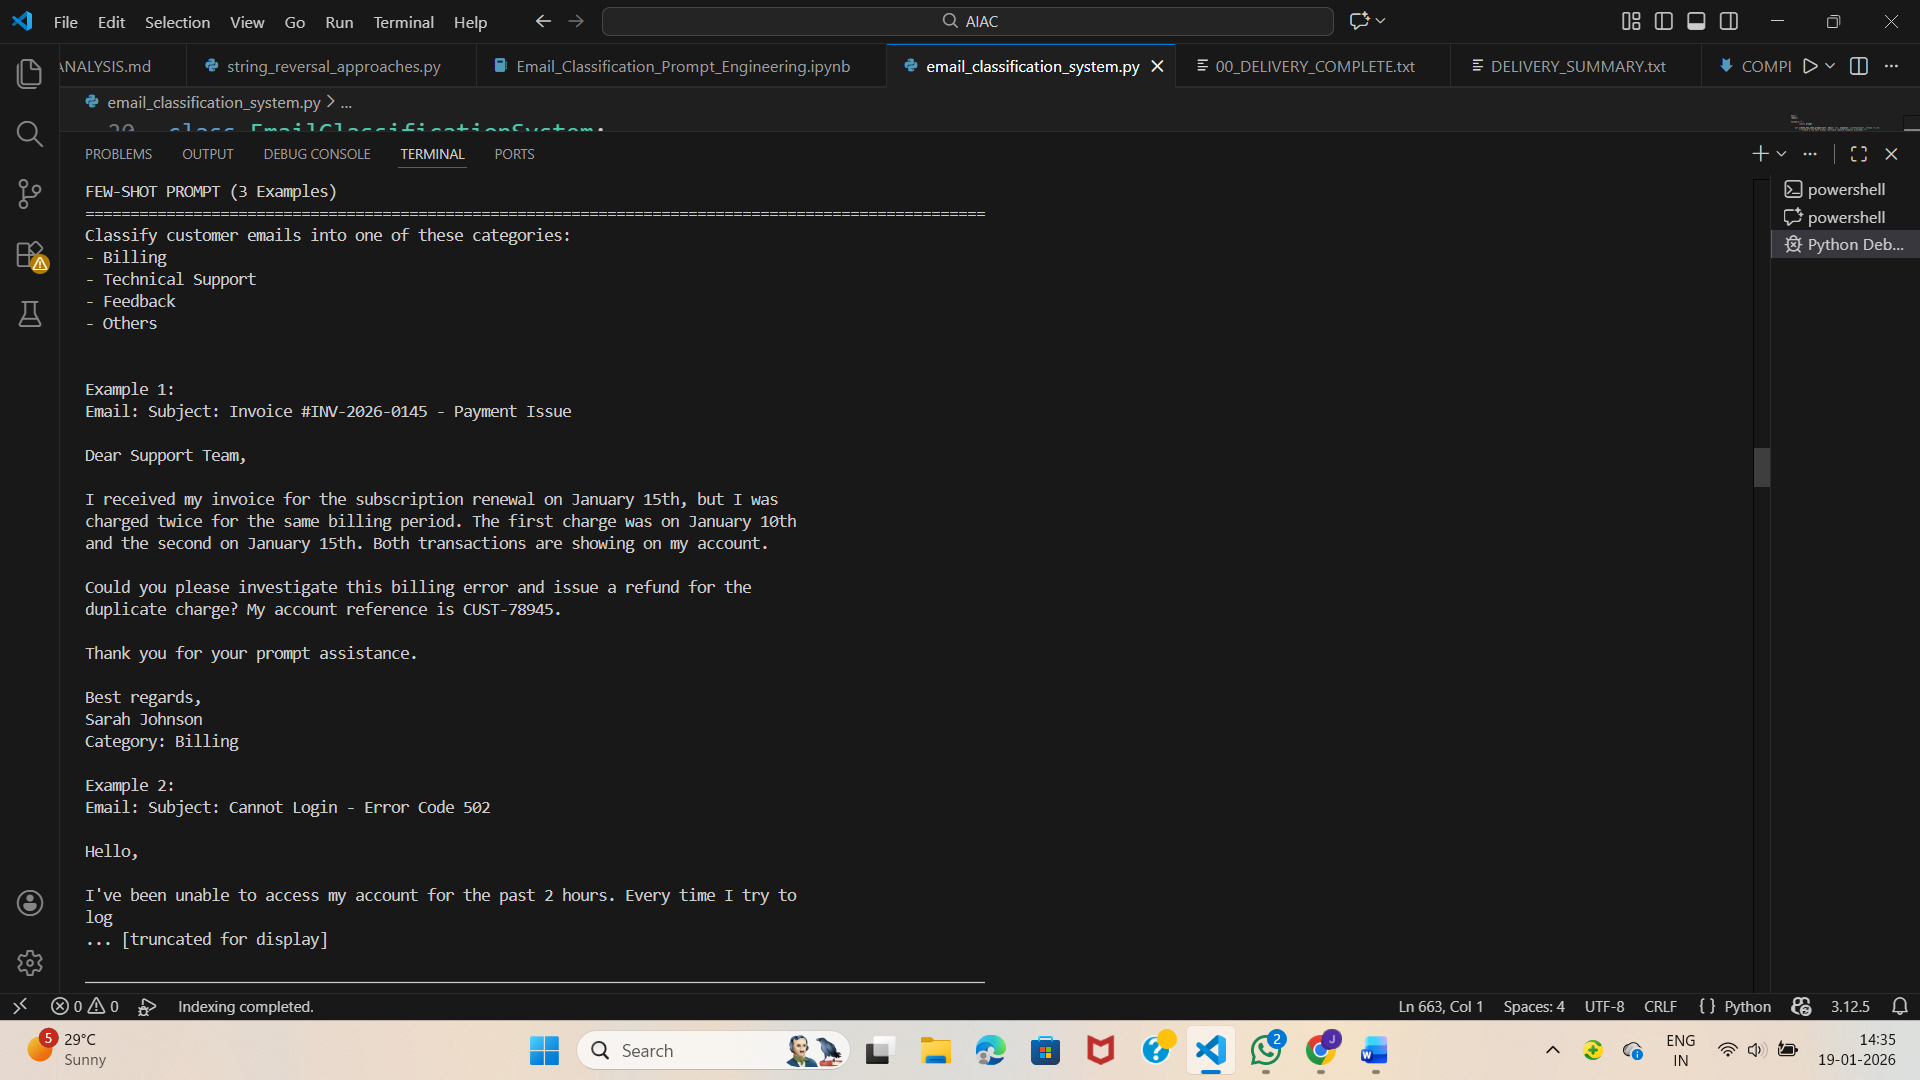 File Edit Selection View Go Run Terminal Help
AIAC
ANALYSIS.md
string_reversal_approaches.py
Email_Classification_Prompt_Engineering.ipynb
email_classification_system.py
00_DELIVERY_COMPLETE.txt
DELIVERY_SUMMARY.txt
COMPI
email_classification_system.py > ...
20 class EmailClassificationSystem:
PROBLEMS OUTPUT DEBUG CONSOLE TERMINAL PORTS
powershell
powershell
Python Deb...
FEW-SHOT PROMPT (3 Examples)
====================================================================================================
Classify customer emails into one of these categories:
- Billing
- Technical Support
- Feedback
- Others
Example 1:
Email: Subject: Invoice #INV-2026-0145 - Payment Issue
Dear Support Team,
I received my invoice for the subscription renewal on January 15th, but I was
charged twice for the same billing period. The first charge was on January 10th
and the second on January 15th. Both transactions are showing on my account.
Could you please investigate this billing error and issue a refund for the
duplicate charge? My account reference is CUST-78945.
Thank you for your prompt assistance.
Best regards,
Sarah Johnson
Category: Billing
Example 2:
Email: Subject: Cannot Login - Error Code 502
Hello,
I've been unable to access my account for the past 2 hours. Every time I try to
log
... [truncated for display]
0 0 Indexing completed.
Ln 663, Col 1 Spaces: 4 UTF-8 CRLF { } Python 3.12.5
5
29°C
Sunny
Search
2
J
ENG
IN
14:35
19-01-2026